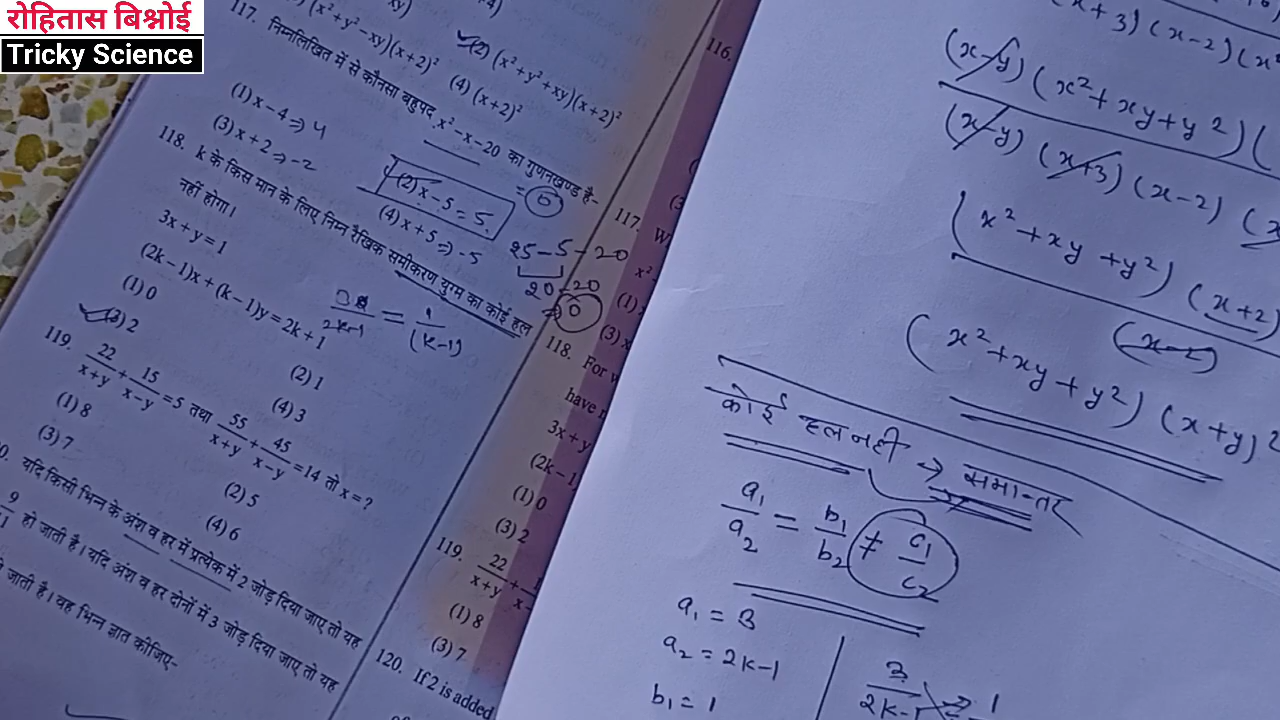 रोहितास बिश्नोई
Tricky Science
(x²+y²-xy)(x+2)²
(2) (x²+y²+xy)(x+2)²
(4) (x+2)²
117. निम्नलिखित में से कौनसा बहुपद x²-x-20 का गुणनखण्ड है-
(1) x-4 ⇒ 4
(2) x-5 = 5
(3) x+2 ⇒ -2
(4) x+5 ⇒ -5
25-5-20
20-20
⇒ 0
118. k के किस मान के लिए निम्न रैखिक समीकरण युग्म का कोई हल
नहीं होगा।
3x+y=1
(2k-1)x+(k-1)y=2k+1
(1) 0
(2) 1
(3) 2
(4) 3
119. 22/x+y + 15/x-y =5 तथा 55/x+y + 45/x-y =14 तो x=?
(1) 8
(2) 5
(3) 7
(4) 6
यदि किसी भिन्न के अंश व हर में प्रत्येक में 2 जोड़ दिया जाए तो यह
हो जाती है। यदि अंश व हर दोनों में 3 जोड़ दिया जाए तो यह
जाती है। वह भिन्न ज्ञात कीजिए-
116.
117.
118. For
have
3x+y
(2k-1
(1) 0
(3) 2
119. 22/x+y +
(1) 8
(3) 7
120. If 2 is added
x+3) (x-2)
(x-y) (x²+xy+y²)
(x-y) (x+3) (x-2)
(x²+xy+y²) (x+2)
(x-2)
(x²+xy+y²) (x+y)²
कोई हल नही → समान्तर
a₁/a₂ = b₁/b₂ ≠ c₁/c₂
a₁ = 3
a₂ = 2k-1
b₁ = 1
3/2k-1